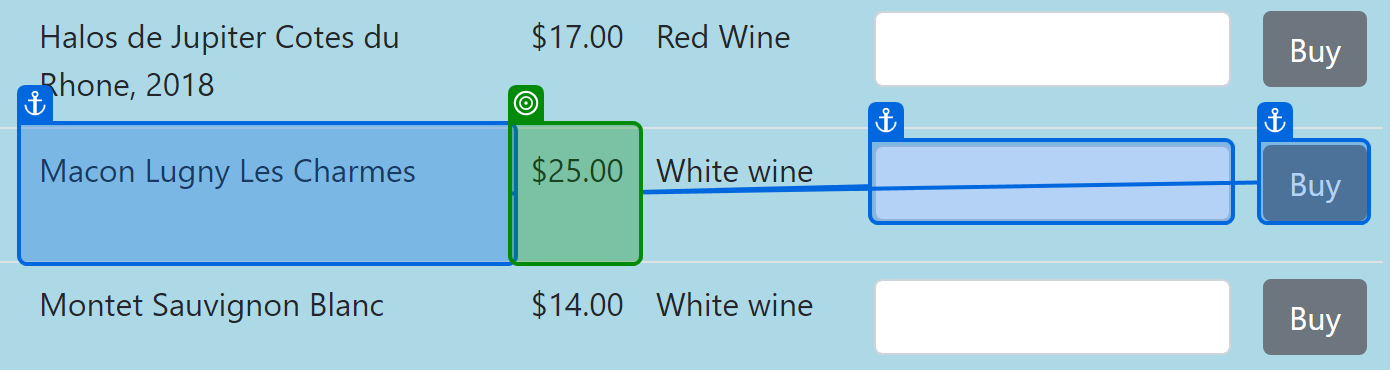 Halos de Jupiter Cotes du $17.00 Red Wine Buy
Rhone, 2018
Macon Lugny Les Charmes $25.00 White wine Buy
Montet Sauvignon Blanc $14.00 White wine Buy